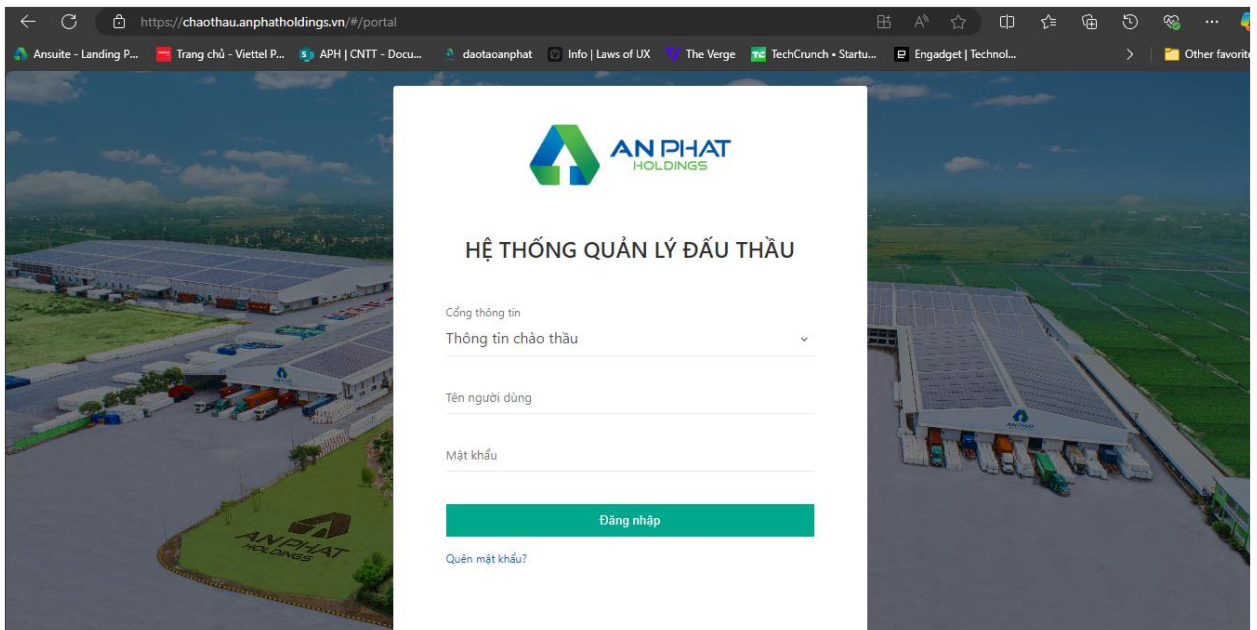 https://chaothau.anphatholdings.vn/#/portal
Ansuite - Landing P...
Trang chủ - Viettel P...
APH | CNTT - Docu...
daotaoanphat
Info | Laws of UX
The Verge
TechCrunch • Startu...
Engadget | Technol...
Other favorite
AN PHAT
HOLDINGS
HỆ THỐNG QUẢN LÝ ĐẤU THẦU
Cổng thông tin
Thông tin chào thầu
Tên người dùng
Mật khẩu
Đăng nhập
Quên mật khẩu?
AN PHAT
HOLDINGS
AN PHAT